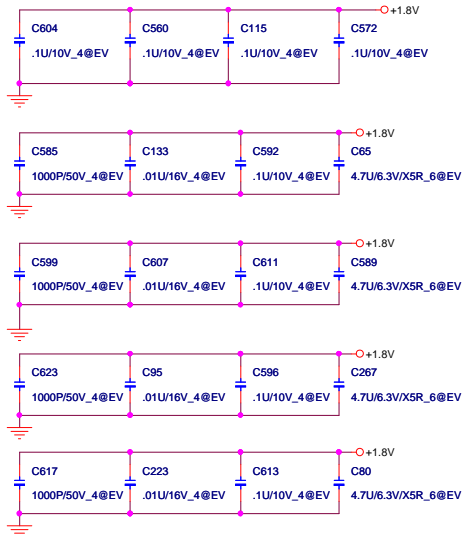 +1.8V
C604 C560 C115 C572
.1U/10V_4@EV .1U/10V_4@EV .1U/10V_4@EV .1U/10V_4@EV
+1.8V
C585 C133 C592 C65
1000P/50V_4@EV .01U/16V_4@EV .1U/10V_4@EV 4.7U/6.3V/X5R_6@EV
+1.8V
C599 C607 C611 C589
1000P/50V_4@EV .01U/16V_4@EV .1U/10V_4@EV 4.7U/6.3V/X5R_6@EV
+1.8V
C623 C95 C596 C267
1000P/50V_4@EV .01U/16V_4@EV .1U/10V_4@EV 4.7U/6.3V/X5R_6@EV
+1.8V
C617 C223 C613 C80
1000P/50V_4@EV .01U/16V_4@EV .1U/10V_4@EV 4.7U/6.3V/X5R_6@EV